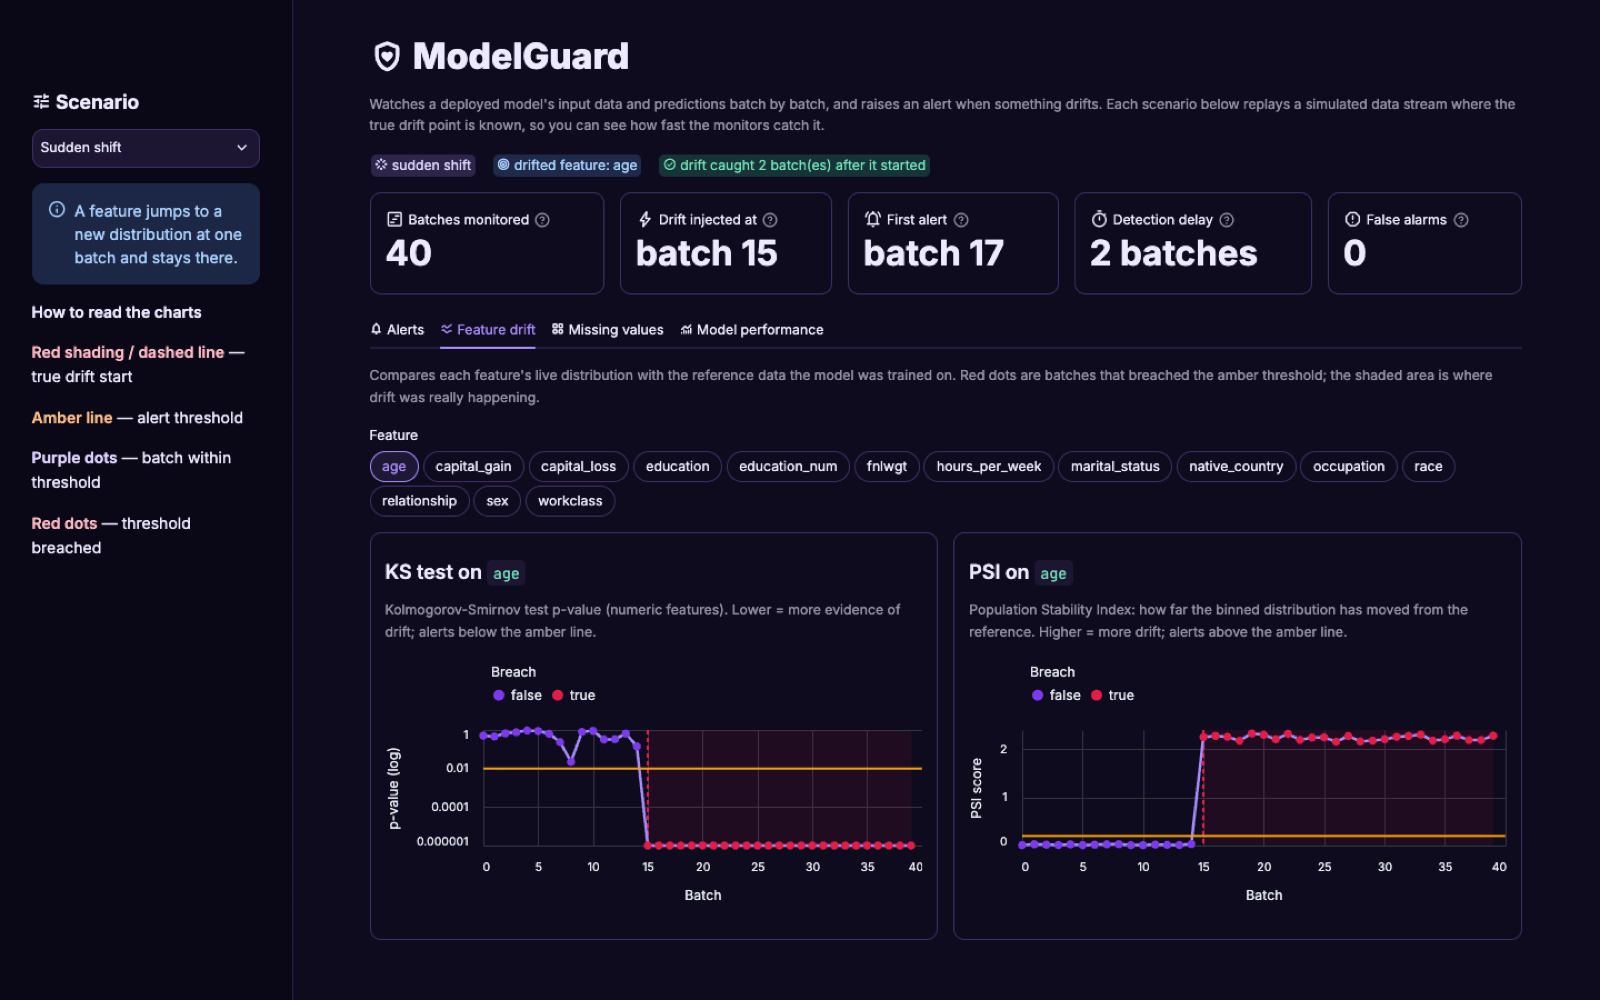 Scenario
Sudden shift
A feature jumps to a
new distribution at one
batch and stays there.
How to read the charts
Red shading / dashed line —
true drift start
Amber line — alert threshold
Purple dots — batch within
threshold
Red dots — threshold
breached
ModelGuard
Watches a deployed model's input data and predictions batch by batch, and raises an alert when something drifts. Each scenario below replays a simulated data stream where the
true drift point is known, so you can see how fast the monitors catch it.
sudden shift drifted feature: age drift caught 2 batch(es) after it started
Batches monitored
40
Drift injected at
batch 15
First alert
batch 17
Detection delay
2 batches
False alarms
0
Alerts Feature drift Missing values Model performance
Compares each feature's live distribution with the reference data the model was trained on. Red dots are batches that breached the amber threshold; the shaded area is where
drift was really happening.
Feature
age capital_gain capital_loss education education_num fnlwgt hours_per_week marital_status native_country occupation race
relationship sex workclass
KS test on age
Kolmogorov-Smirnov test p-value (numeric features). Lower = more evidence of
drift; alerts below the amber line.
Breach
false true
p-value (log)
1
0.01
0.0001
0.000001
0 5 10 15 20 25 30 35 40
Batch
PSI on age
Population Stability Index: how far the binned distribution has moved from the
reference. Higher = more drift; alerts above the amber line.
Breach
false true
PSI score
2
1
0
0 5 10 15 20 25 30 35 40
Batch